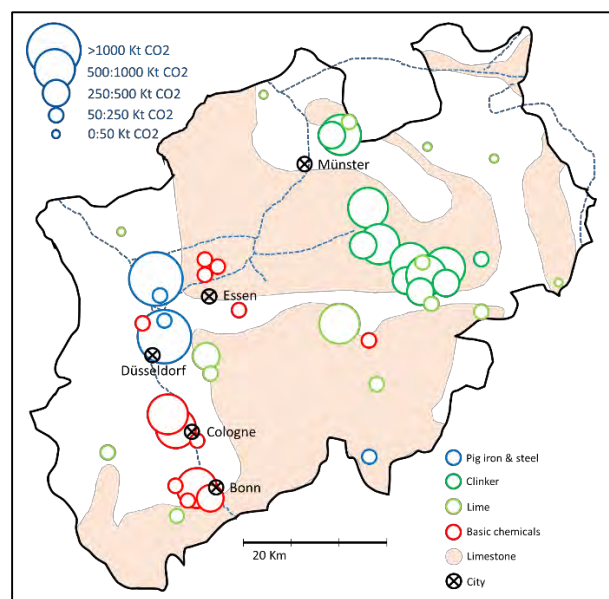 >1000 Kt CO2
500:1000 Kt CO2
250:500 Kt CO2
50:250 Kt CO2
0:50 Kt CO2
Münster
Essen
Düsseldorf
Cologne
Bonn
Pig iron & steel
Clinker
Lime
Basic chemicals
Limestone
City
20 Km